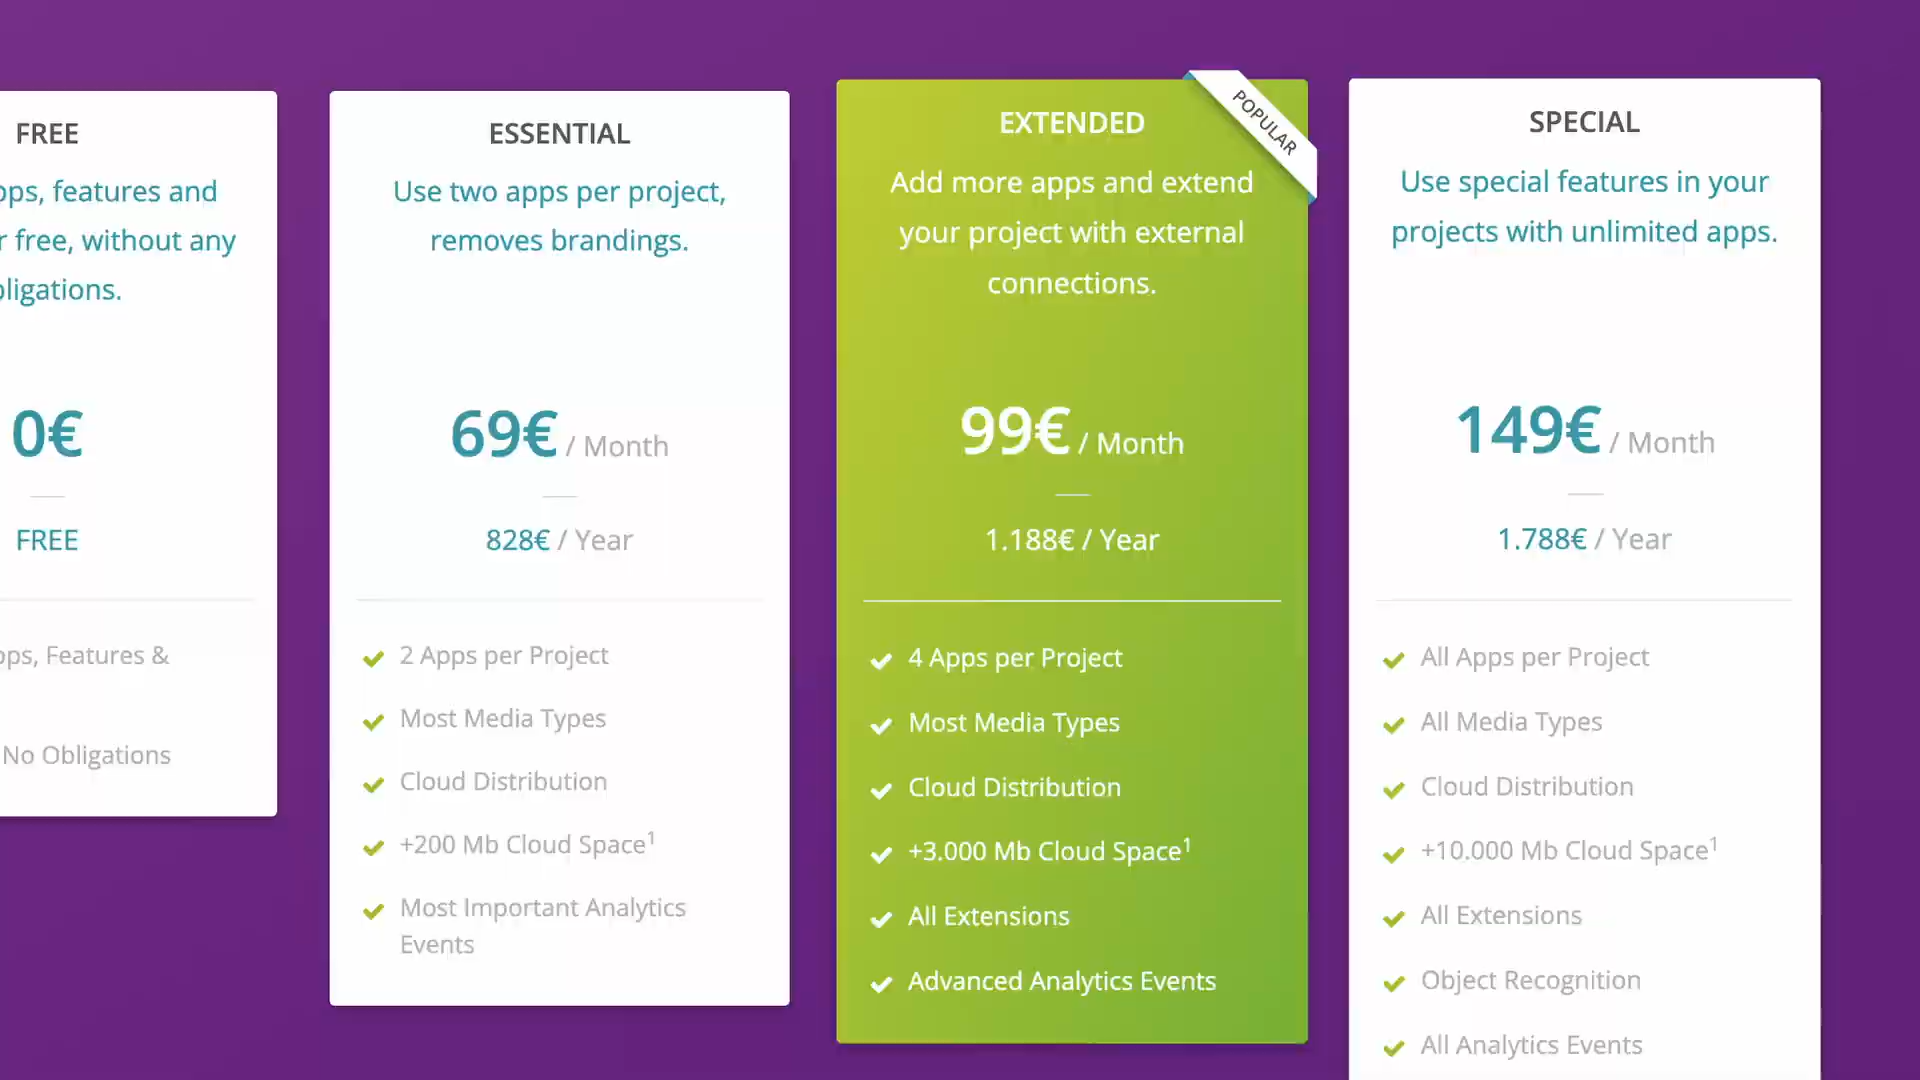 FREE
features and
free, without any
FREE
0€
Features &
No Obligations
ESSENTIAL
Use two apps per project,
removes brandings.
69€ / Month
828€ / Year
2 Apps per Project
Most Media Types
Cloud Distribution
+200 Mb Cloud Space¹
Most Important Analytics
Events
POPULAR
EXTENDED
Add more apps and extend
your project with external
connections.
99€ / Month
1.188€ / Year
4 Apps per Project
Most Media Types
Cloud Distribution
+3.000 Mb Cloud Space¹
All Extensions
Advanced Analytics Events
SPECIAL
Use special features in your
projects with unlimited apps.
149€ / Month
1.788€ / Year
All Apps per Project
All Media Types
Cloud Distribution
+10.000 Mb Cloud Space¹
All Extensions
Object Recognition
All Analytics Events